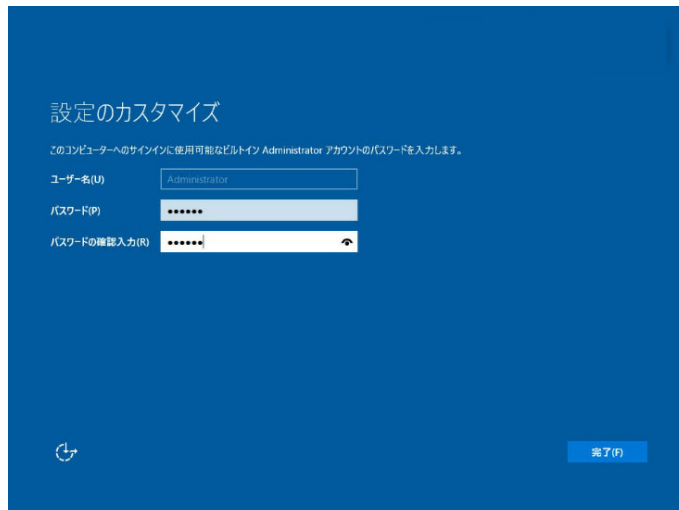 設定のカスタマイズ
このコンピューターへのサインインに使用可能なビルトイン Administrator アカウントのパスワードを入力します。
ユーザー名(U) Administrator
パスワード(P) ••••••
パスワードの確認入力(R) ••••••
完了(F)